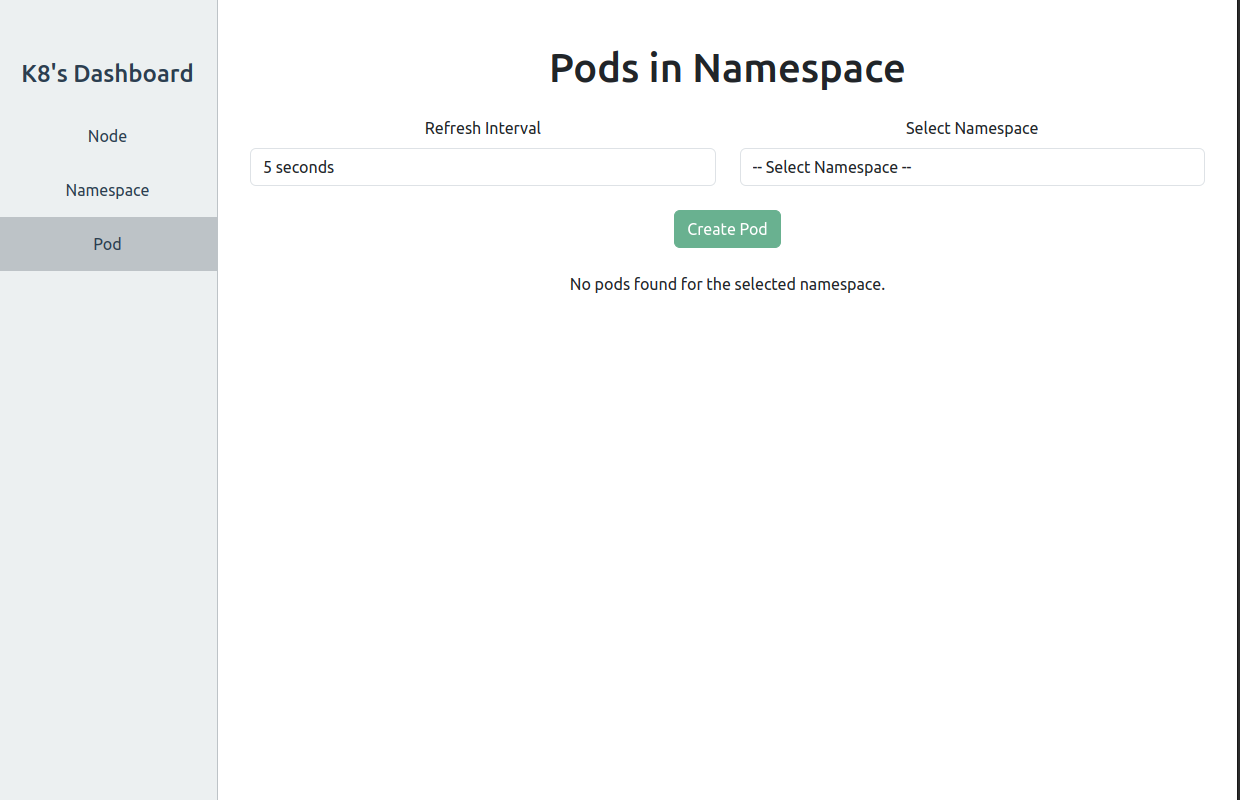 K8's Dashboard
Node
Namespace
Pod
Pods in Namespace
Refresh Interval
Select Namespace
5 seconds
-- Select Namespace --
Create Pod
No pods found for the selected namespace.